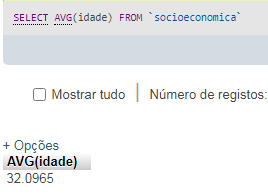 SELECT AVG(idade) FROM `socioeconomica`
Mostrar tudo | Número de registos:
+ Opções
AVG(idade)
32.0965